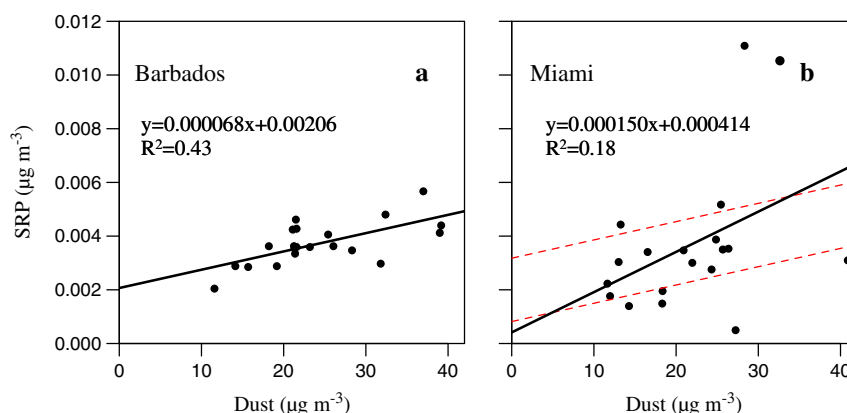 0.012
0.010
0.008
0.006
0.004
0.002
0.000
SRP (μg m-3)
Barbados a
y=0.000068x+0.00206
R2=0.43
0 10 20 30 40
Dust (μg m-3)
Miami b
y=0.000150x+0.000414
R2=0.18
0 10 20 30 40
Dust (μg m-3)